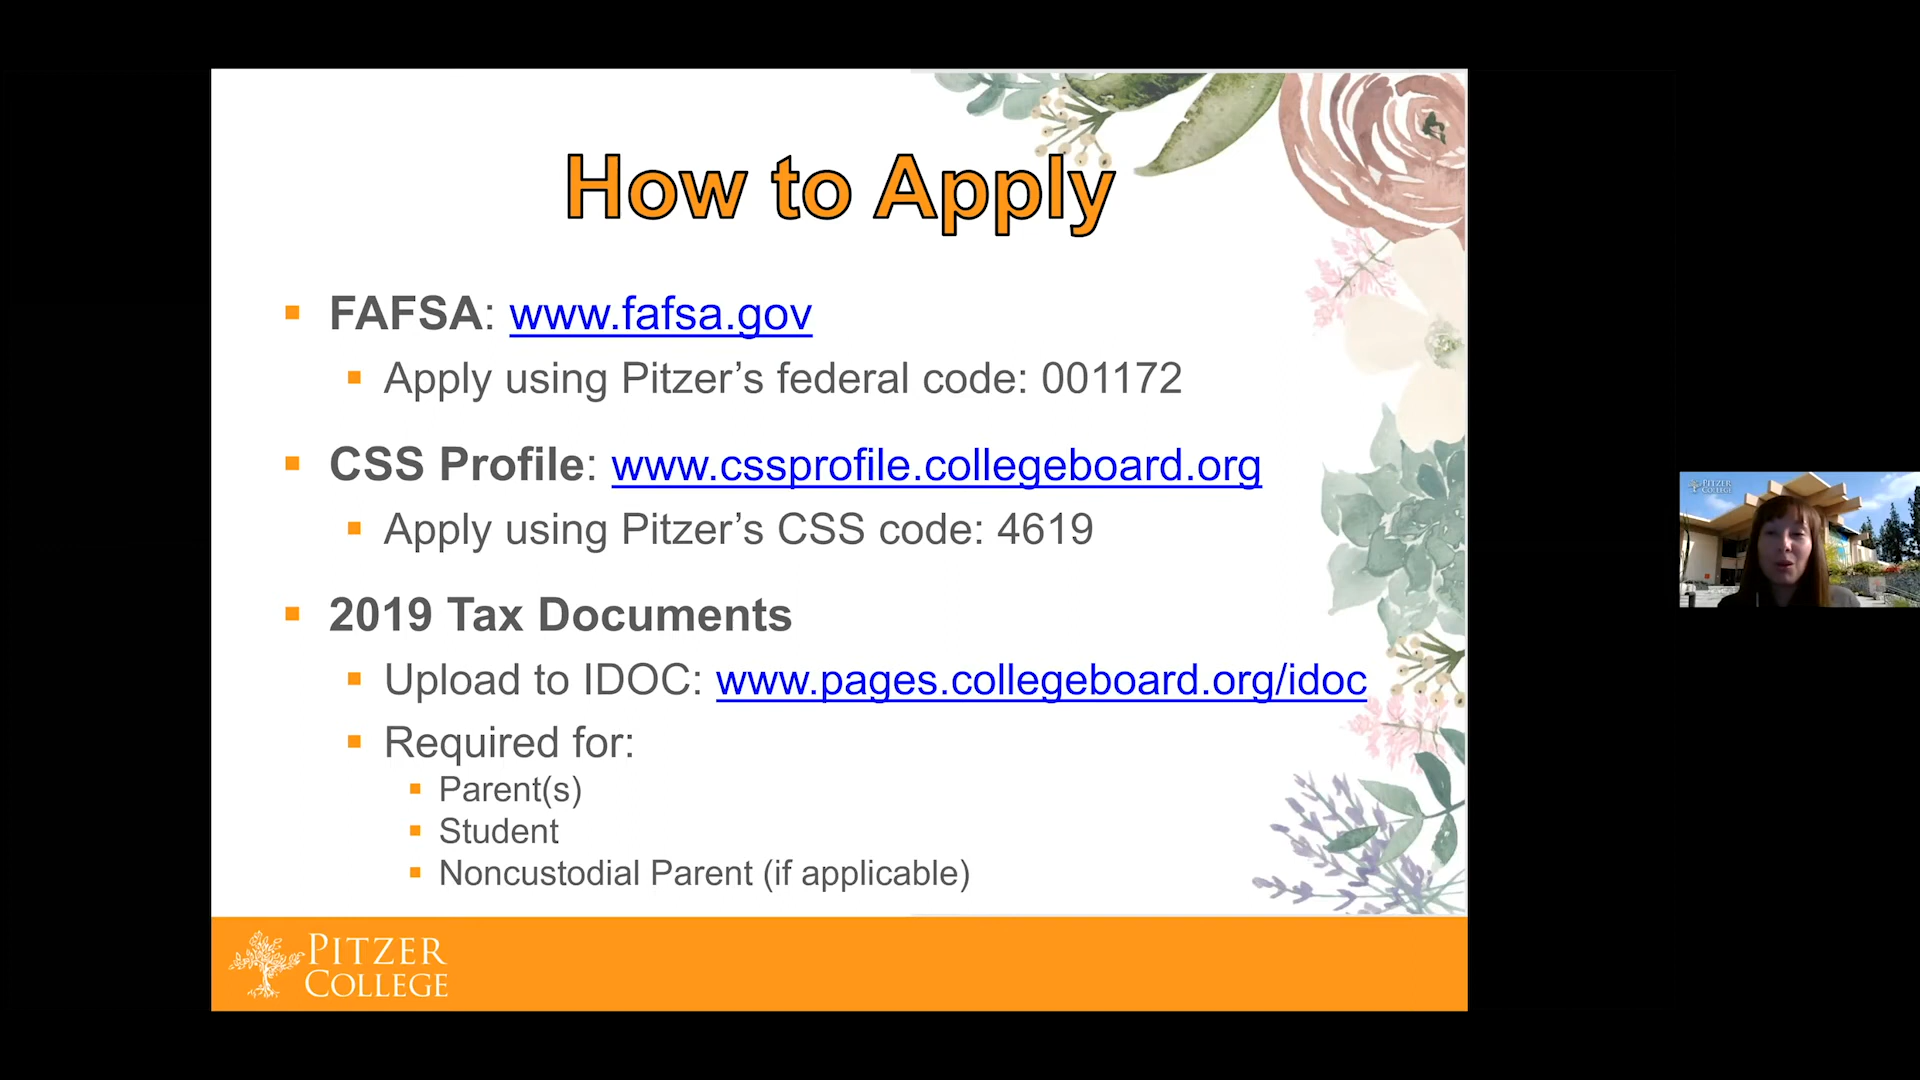 How to Apply
FAFSA: www.fafsa.gov
Apply using Pitzer’s federal code: 001172
CSS Profile: www.cssprofile.collegeboard.org
Apply using Pitzer’s CSS code: 4619
2019 Tax Documents
Upload to IDOC: www.pages.collegeboard.org/idoc
Required for:
Parent(s)
Student
Noncustodial Parent (if applicable)
PITZER
COLLEGE
PITZER
COLLEGE